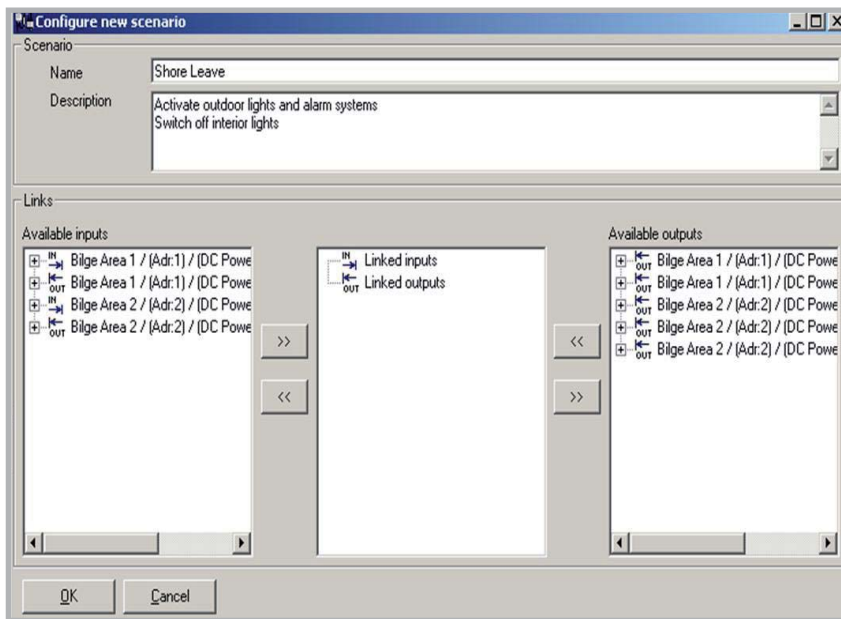 Configure new scenario
Scenario
Name
Shore Leave
Description
Activate outdoor lights and alarm systems
Switch off interior lights
Links
Available inputs
IN Bilge Area 1 / (Adr:1) / (DC Powe
OUT Bilge Area 1 / (Adr:1) / (DC Powe
IN Bilge Area 2 / (Adr:2) / (DC Powe
OUT Bilge Area 2 / (Adr:2) / (DC Powe
>>
<<
IN Linked inputs
OUT Linked outputs
<<
>>
Available outputs
OUT Bilge Area 1 / (Adr:1) / (DC Powe
OUT Bilge Area 1 / (Adr:1) / (DC Powe
OUT Bilge Area 2 / (Adr:2) / (DC Powe
OUT Bilge Area 2 / (Adr:2) / (DC Powe
OUT Bilge Area 2 / (Adr:2) / (DC Powe
OK
Cancel